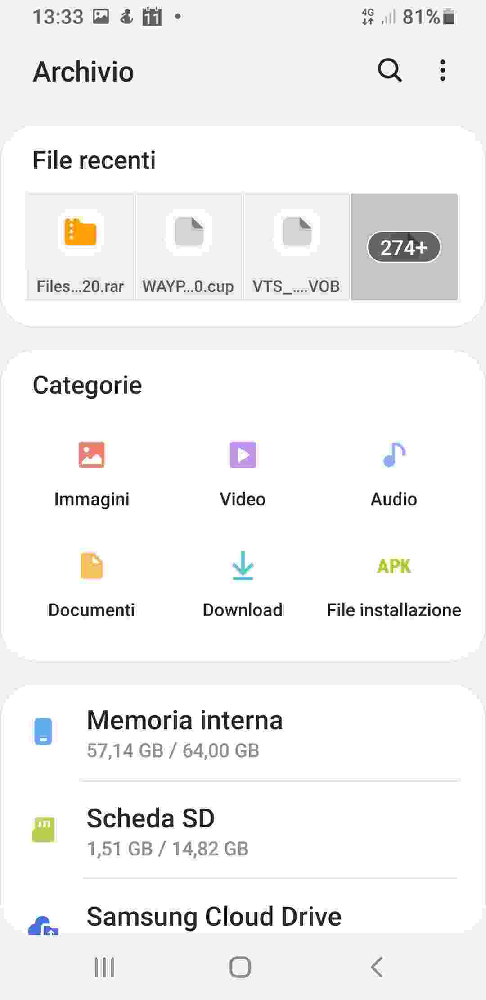 13:33 11 4G 81%
Archivio
File recenti
Files...20.rar WAYP...0.cup VTS_....VOB 274+
Categorie
Immagini Video Audio
APK
Documenti Download File installazione
Memoria interna
57,14 GB / 64,00 GB
Scheda SD
1,51 GB / 14,82 GB
Samsung Cloud Drive